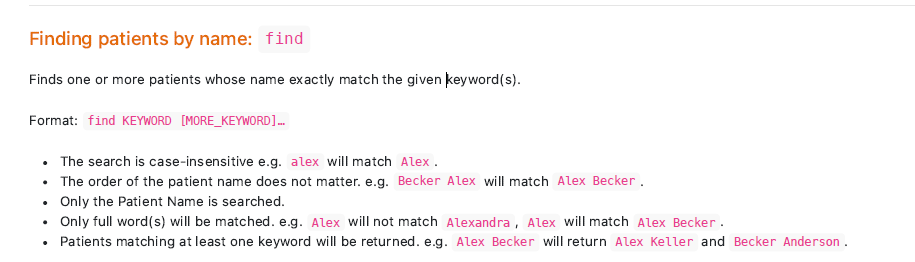 Finding patients by name: find
Finds one or more patients whose name exactly match the given keyword(s).
Format: find KEYWORD [MORE_KEYWORD]…
• The search is case-insensitive e.g. alex will match Alex.
• The order of the patient name does not matter. e.g. Becker Alex will match Alex Becker.
• Only the Patient Name is searched.
• Only full word(s) will be matched. e.g. Alex will not match Alexandra, Alex will match Alex Becker.
• Patients matching at least one keyword will be returned. e.g. Alex Becker will return Alex Keller and Becker Anderson.